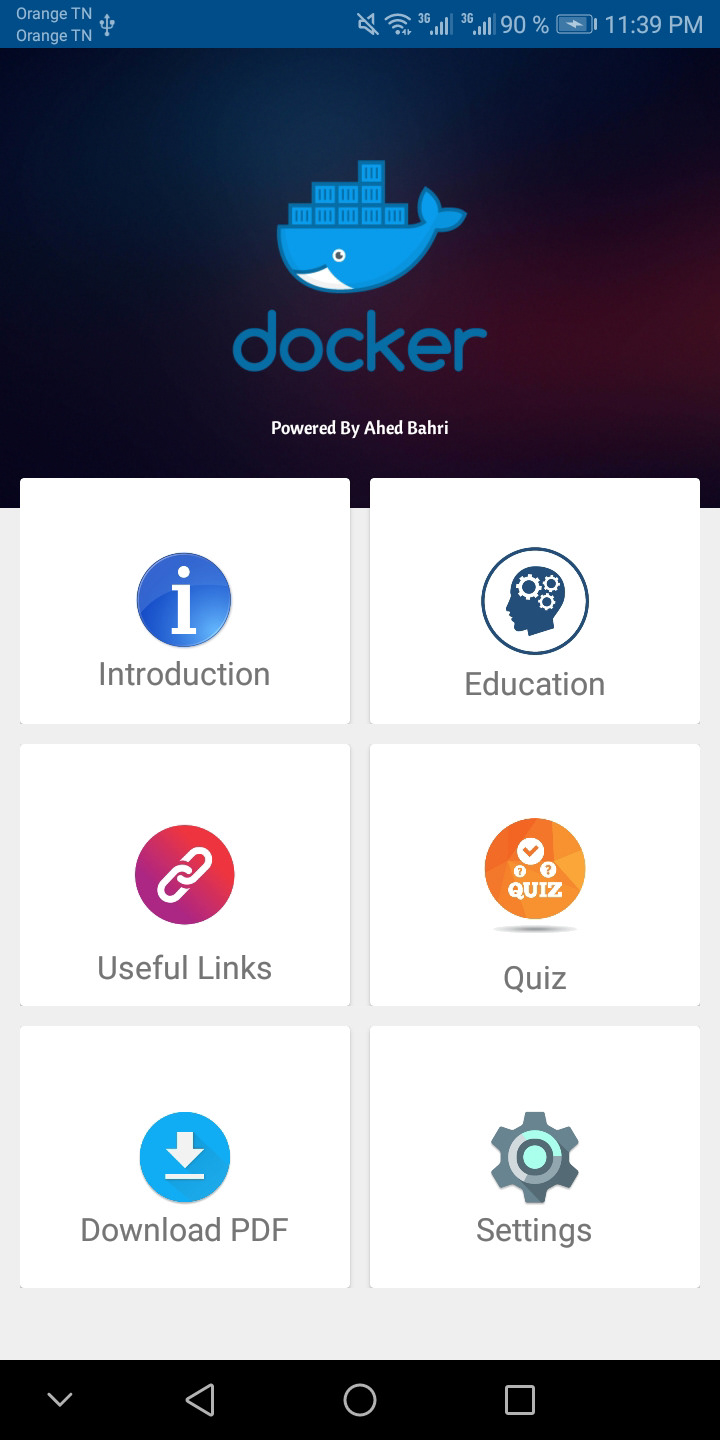 Orange TN
Orange TN
3G 3G 90 % 11:39 PM
docker
Powered By Ahed Bahri
i
Introduction
Education
? ?
QUIZ
Useful Links
Quiz
Download PDF
Settings